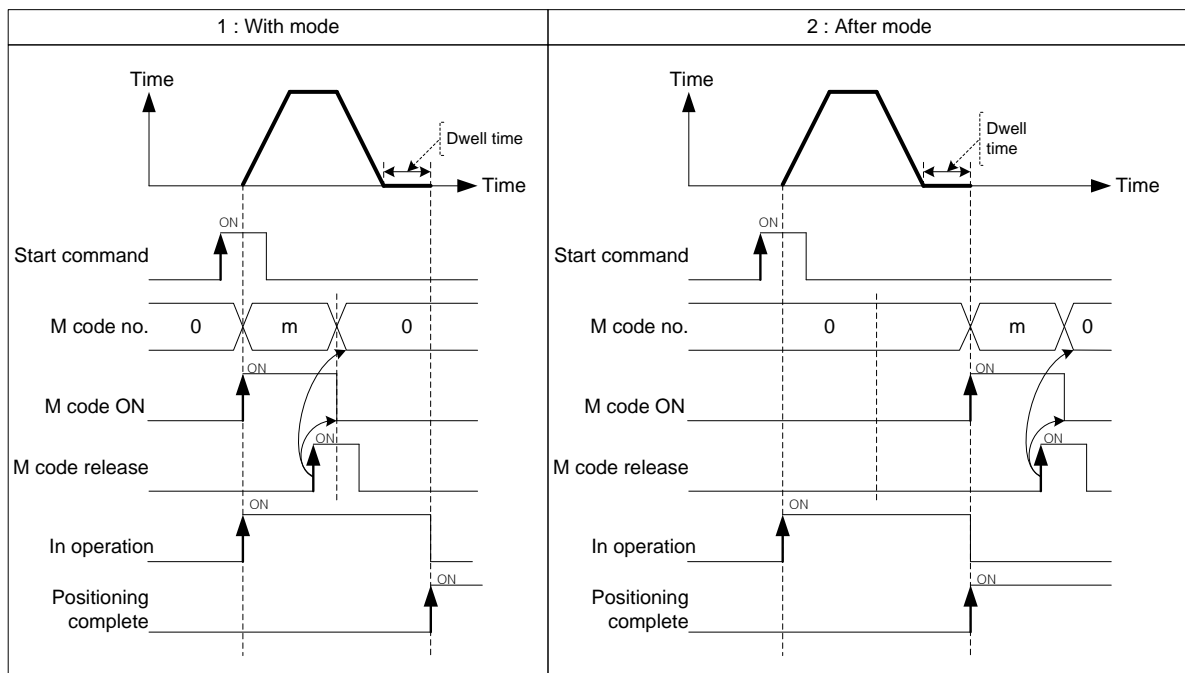 1 : With mode
2 : After mode
Time
Dwell time
Time
Time
Dwell
time
Time
Start command
ON
M code no.
0
m
0
M code ON
ON
M code release
ON
In operation
ON
Positioning
complete
ON
Start command
ON
M code no.
0
m
0
M code ON
ON
M code release
ON
In operation
ON
Positioning
complete
ON